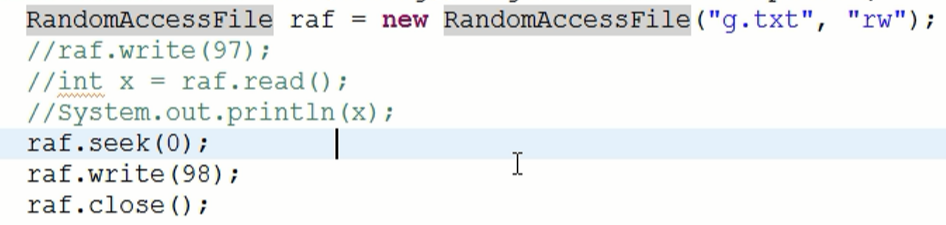 RandomAccessFile raf = new RandomAccessFile("g.txt", "rw");
//raf.write(97);
//int x = raf.read();
//System.out.println(x);
raf.seek(0);
raf.write(98);
raf.close();